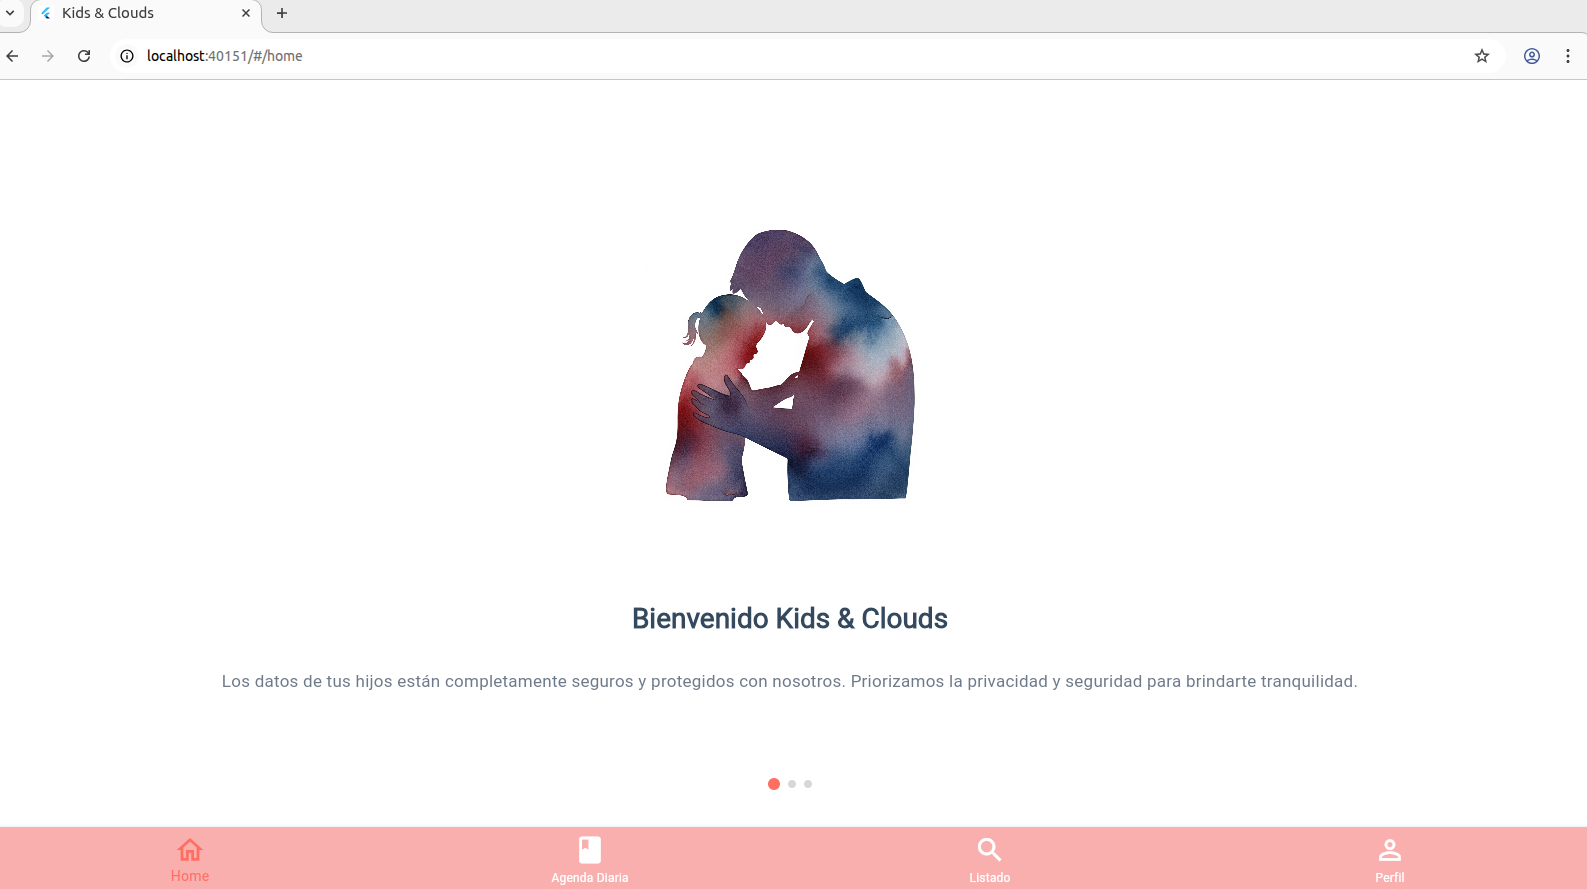 Kids & Clouds
localhost:40151/#/home
Bienvenido Kids & Clouds
Los datos de tus hijos están completamente seguros y protegidos con nosotros. Priorizamos la privacidad y seguridad para brindarte tranquilidad.
Home
Agenda Diaria
Listado
Perfil